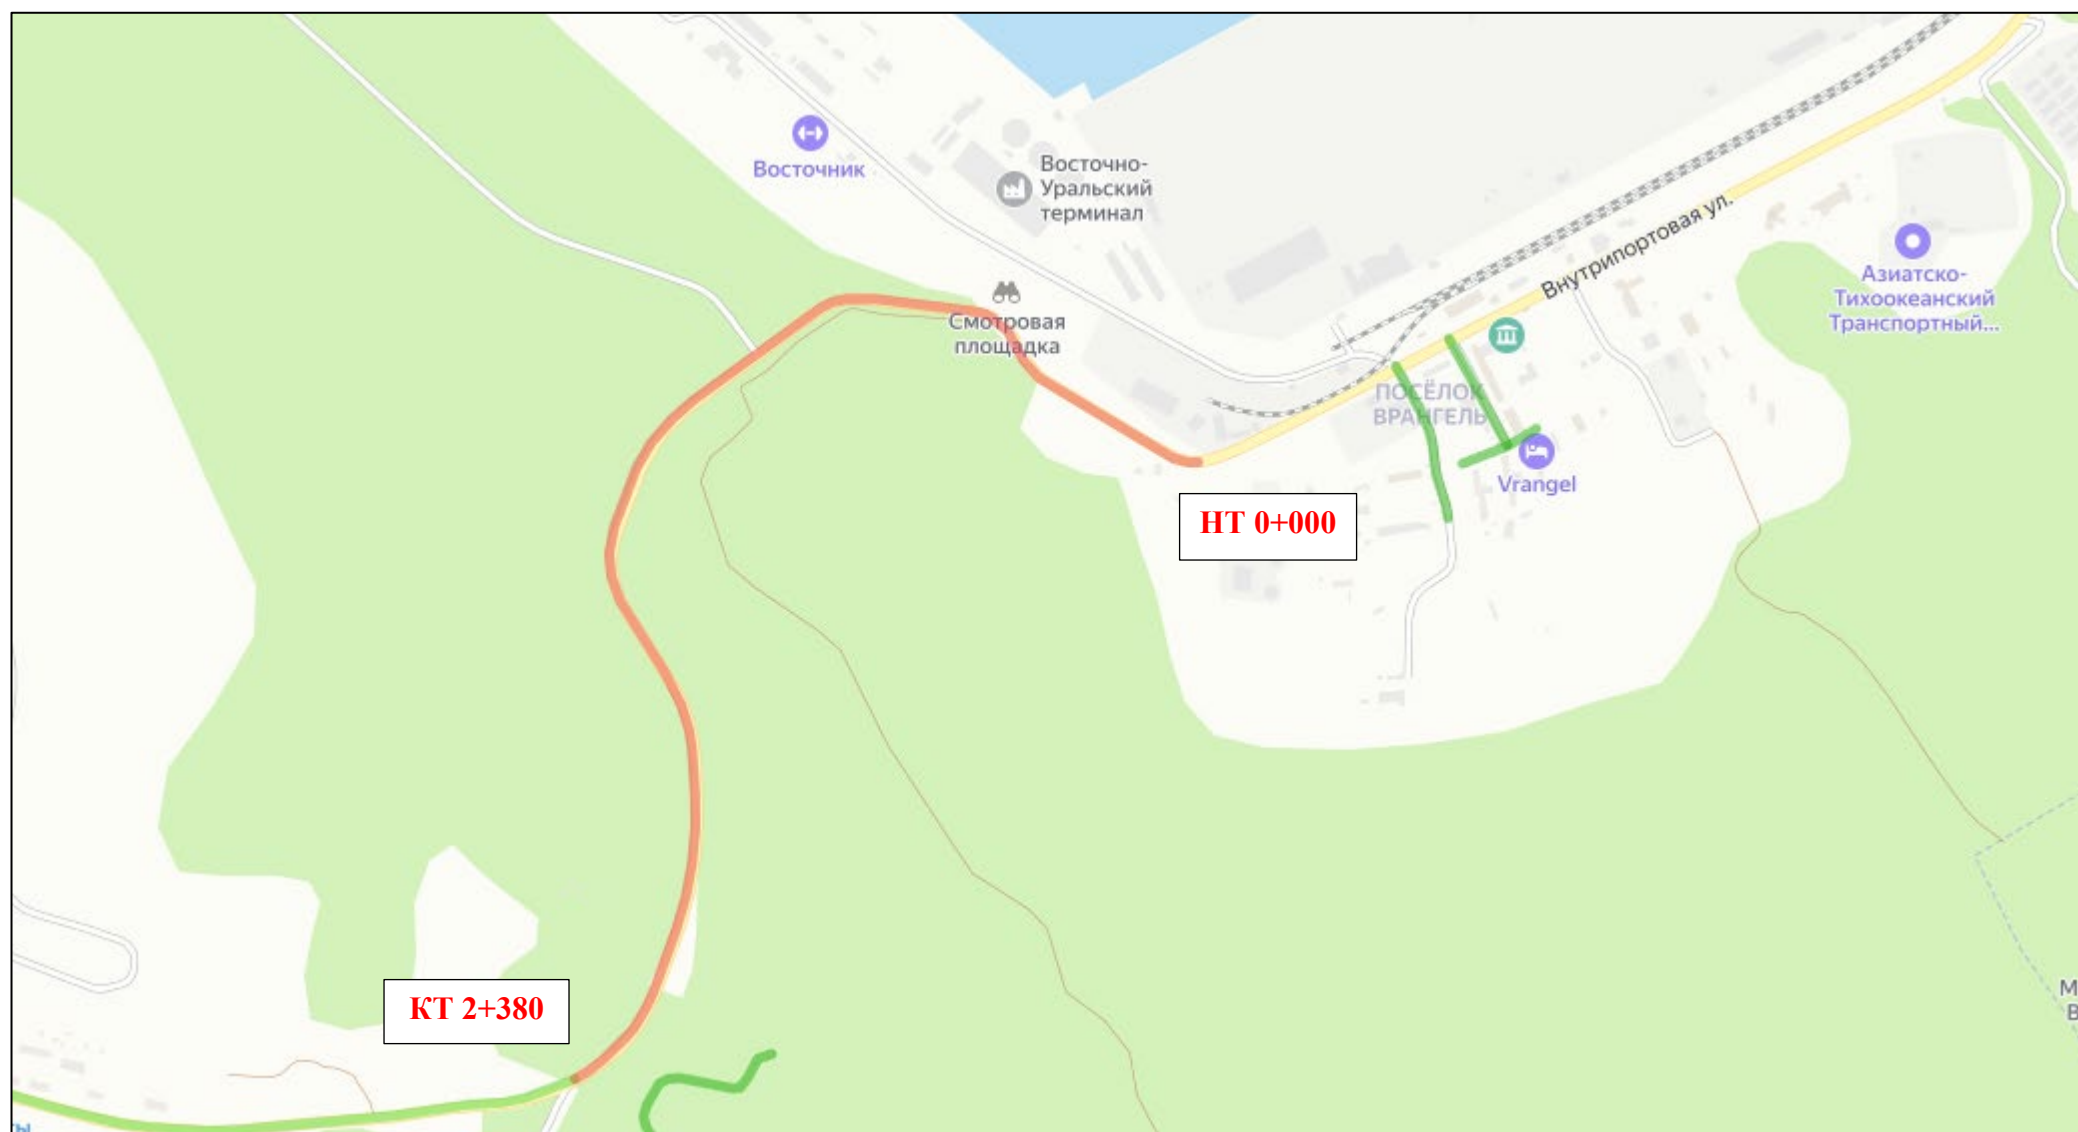 Восточник
Восточно-
Уральский
терминал
Внутрипортовая ул.
Азиатско-
Тихоокеанский
Транспортный...
Смотровая
площадка
ПОСЁЛОК
ВРАНГЕЛЬ
Vrangel
НТ 0+000
КТ 2+380
М
В
ты